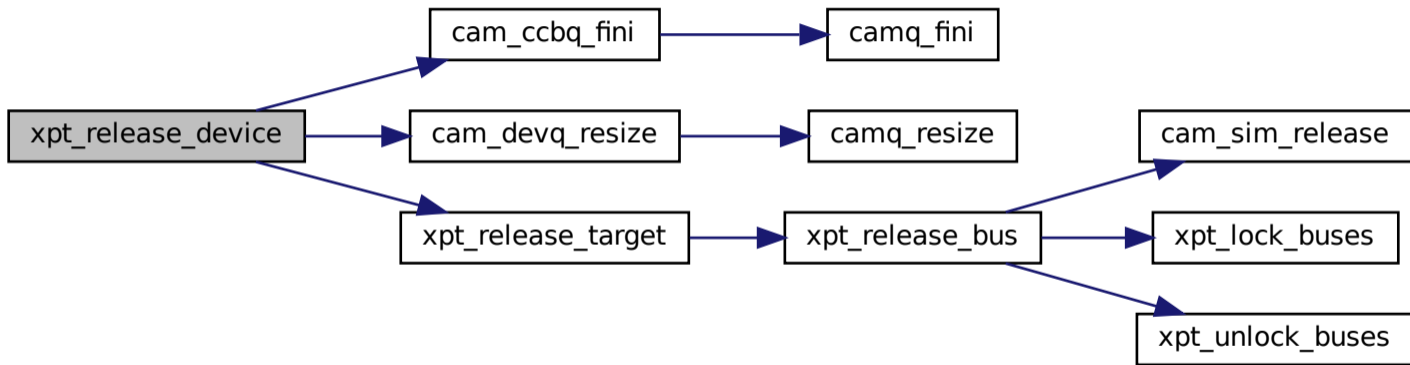 cam_ccbq_fini
camq_fini
xpt_release_device
cam_devq_resize
camq_resize
cam_sim_release
xpt_release_target
xpt_release_bus
xpt_lock_buses
xpt_unlock_buses